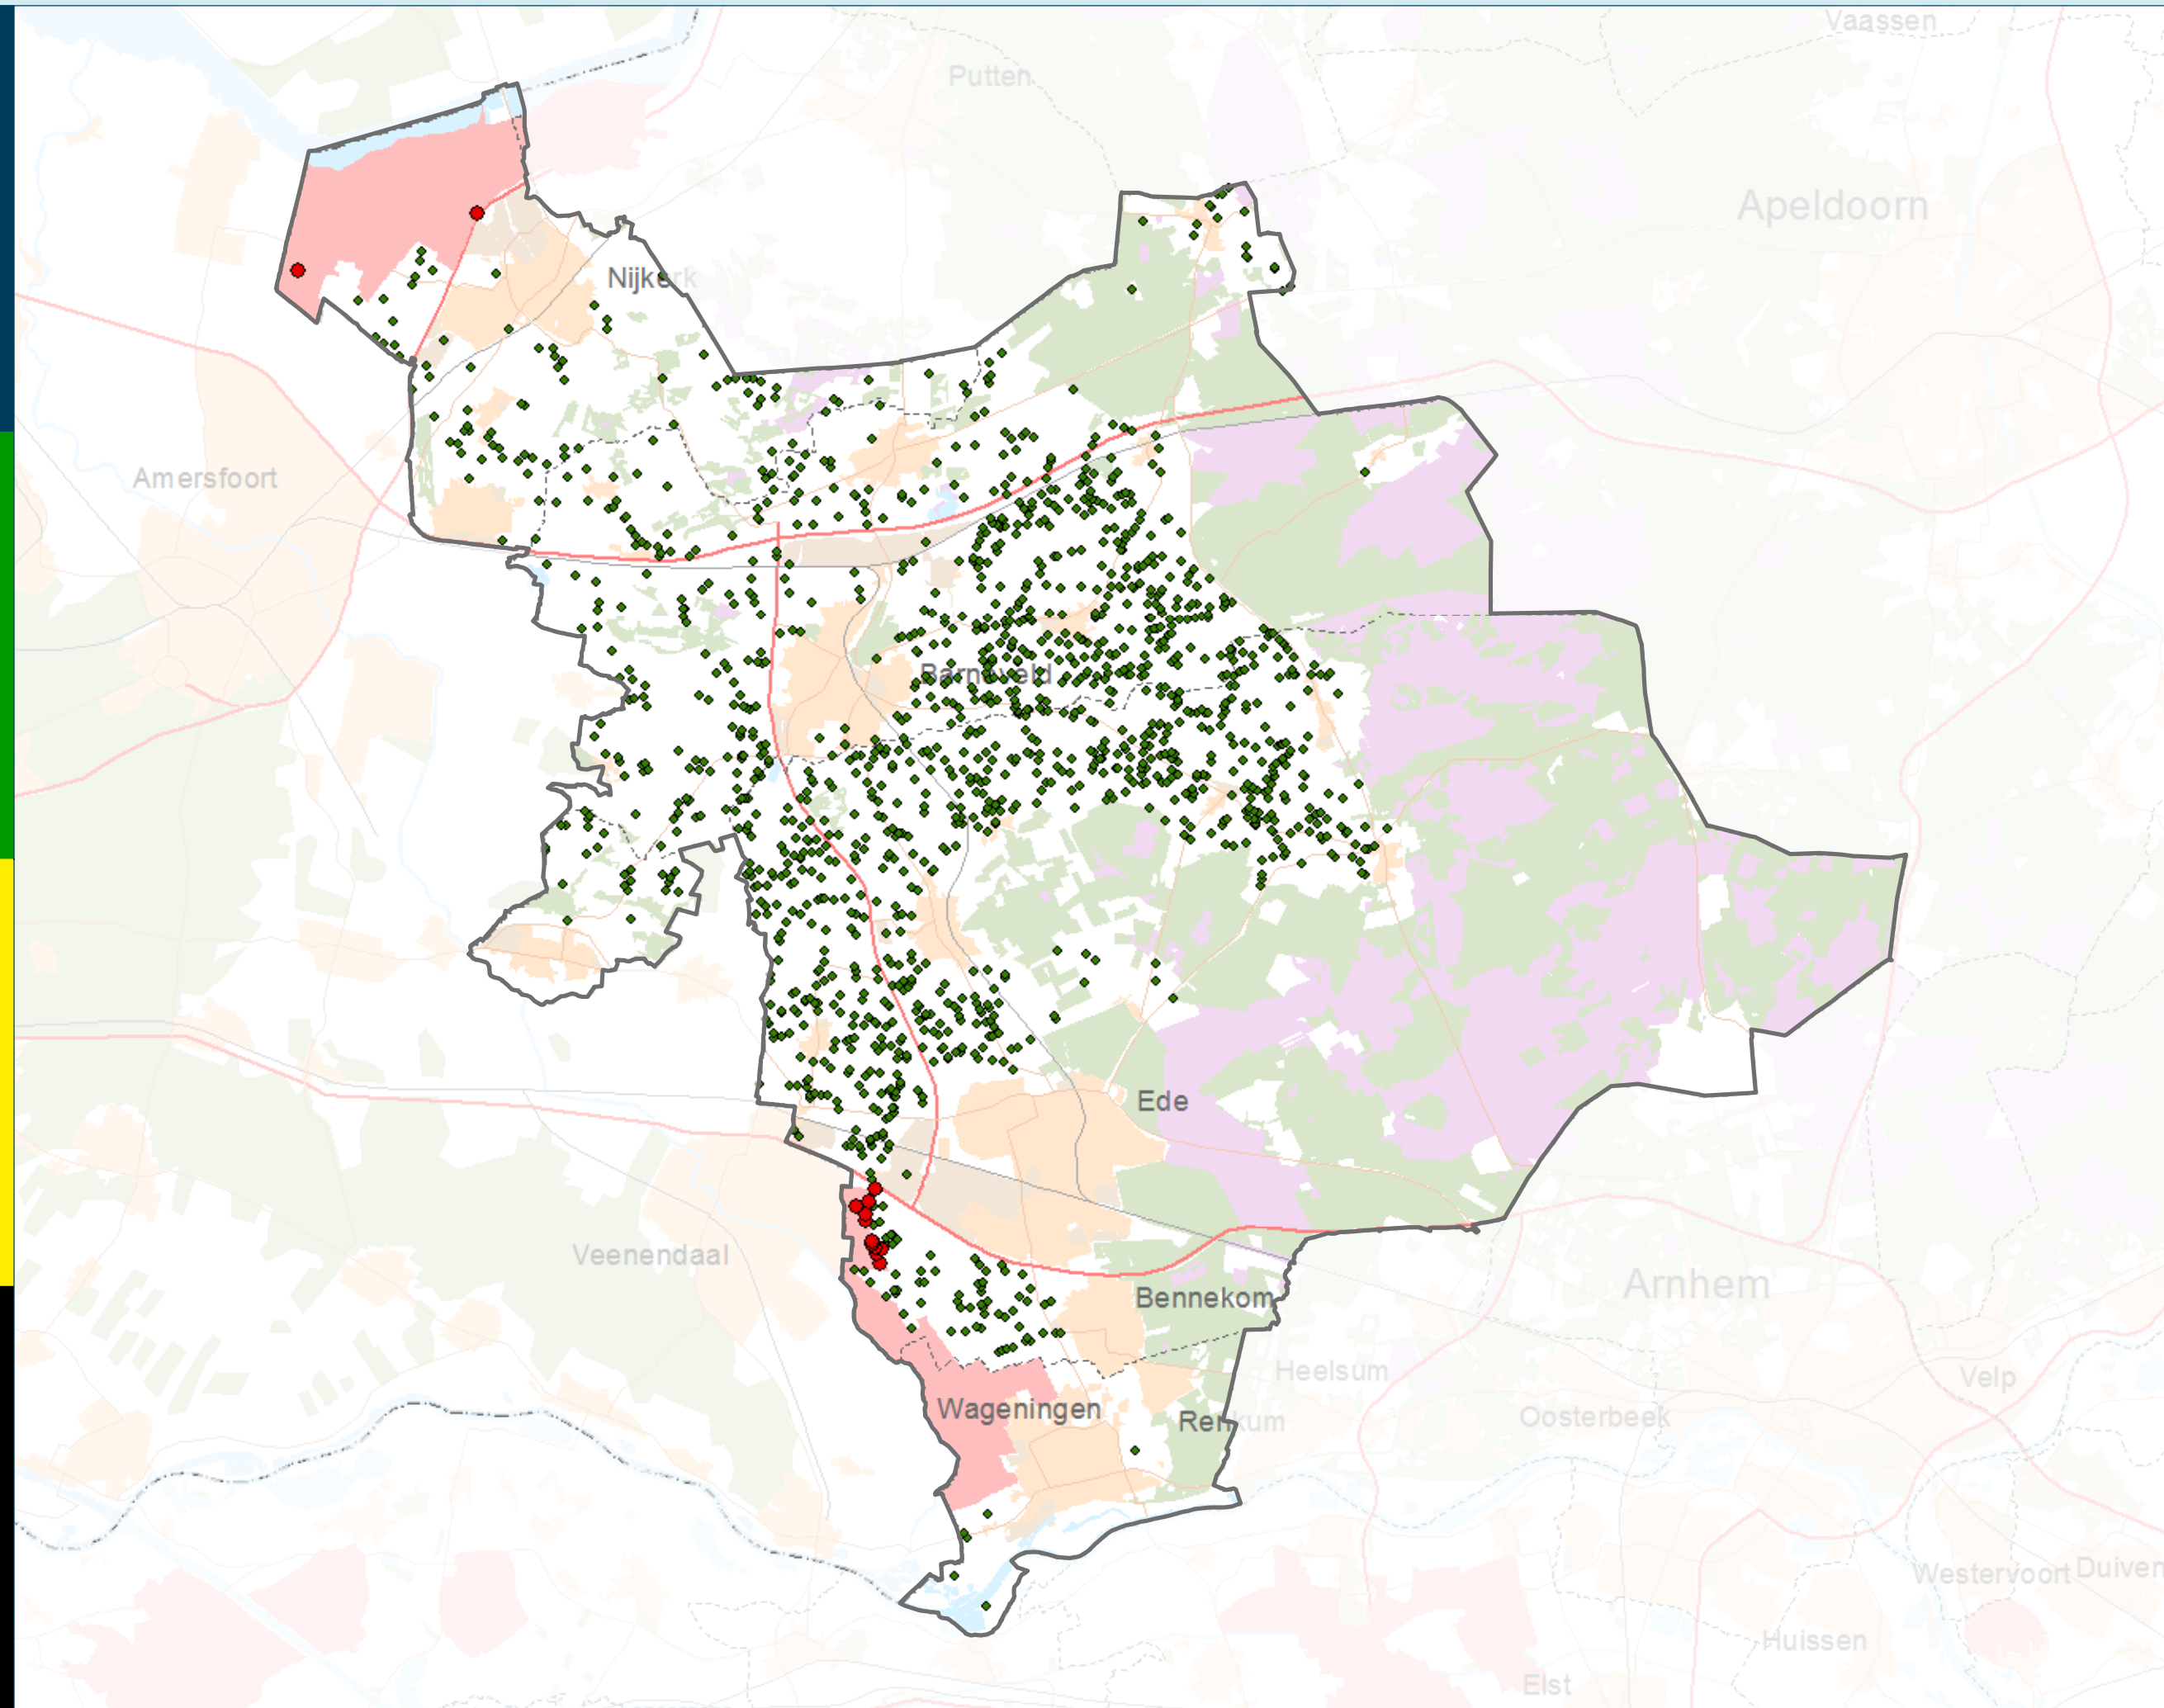 Vaassen
Putten
Apeldoorn
Nijkerk
Amersfoort
Barneveld
Ede
Veenendaal
Arnhem
Bennekom
Heelsum
Velp
Wageningen
Renkum
Oosterbeek
Westervoort
Duiven
Huissen
Elst